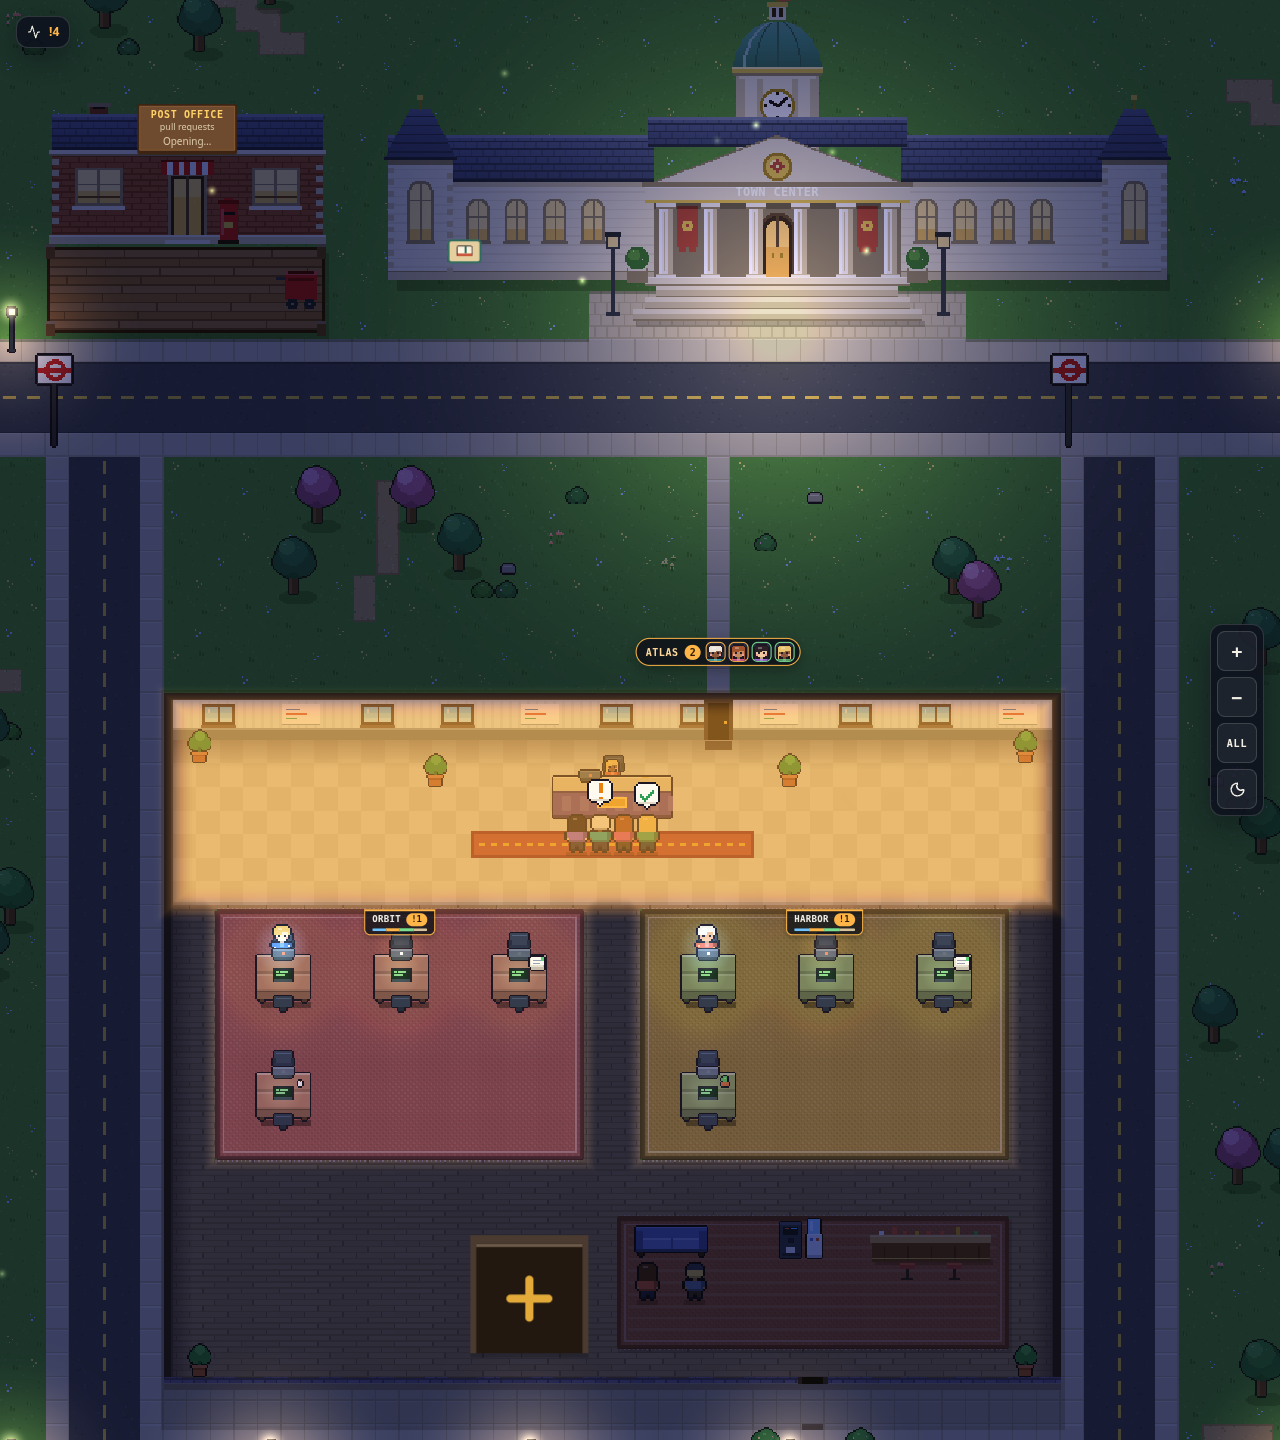 !4
POST OFFICE
pull requests
Opening...
TOWN CENTER
ATLAS 2
+
−
ALL
ORBIT !1
HARBOR !1